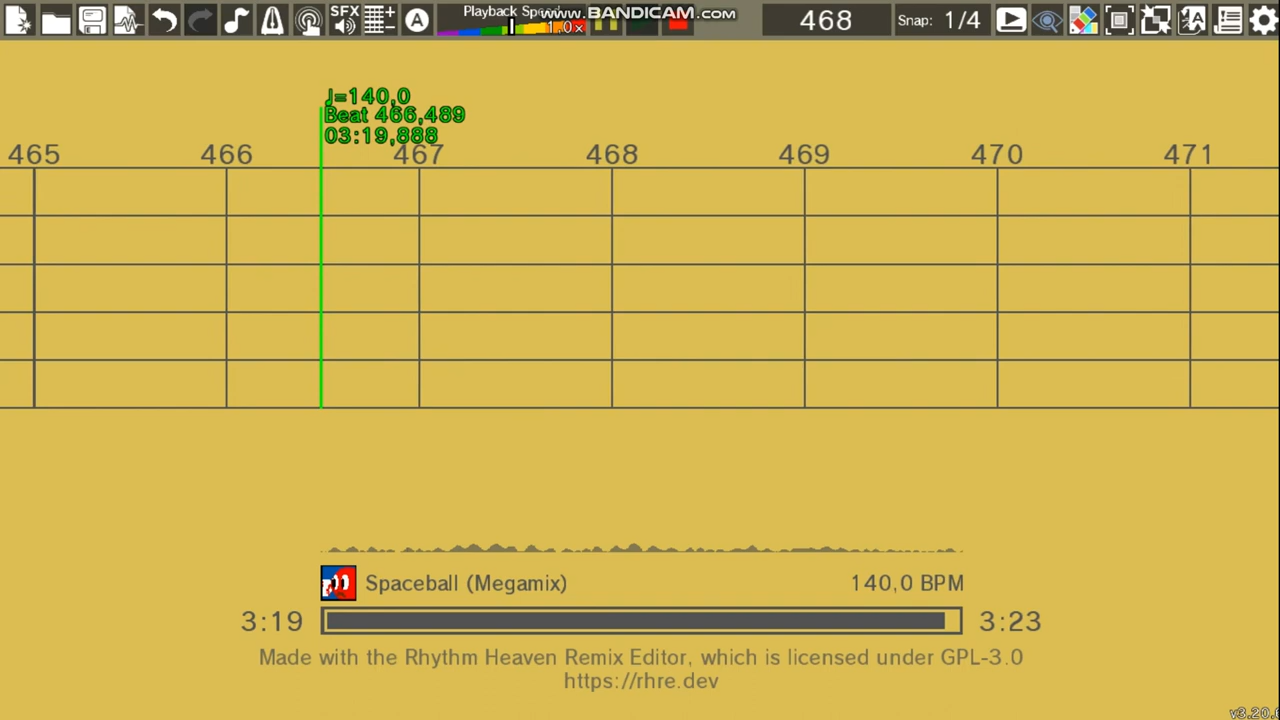 SFX
A
Playback
1.0x
www.BANDICAM.com
468
Snap: 1/4
♩=140,0
Beat 466,489
03:19,888
465 466 467 468 469 470 471
Spaceball (Megamix) 140,0 BPM
3:19 3:23
Made with the Rhythm Heaven Remix Editor, which is licensed under GPL-3.0
https://rhre.dev